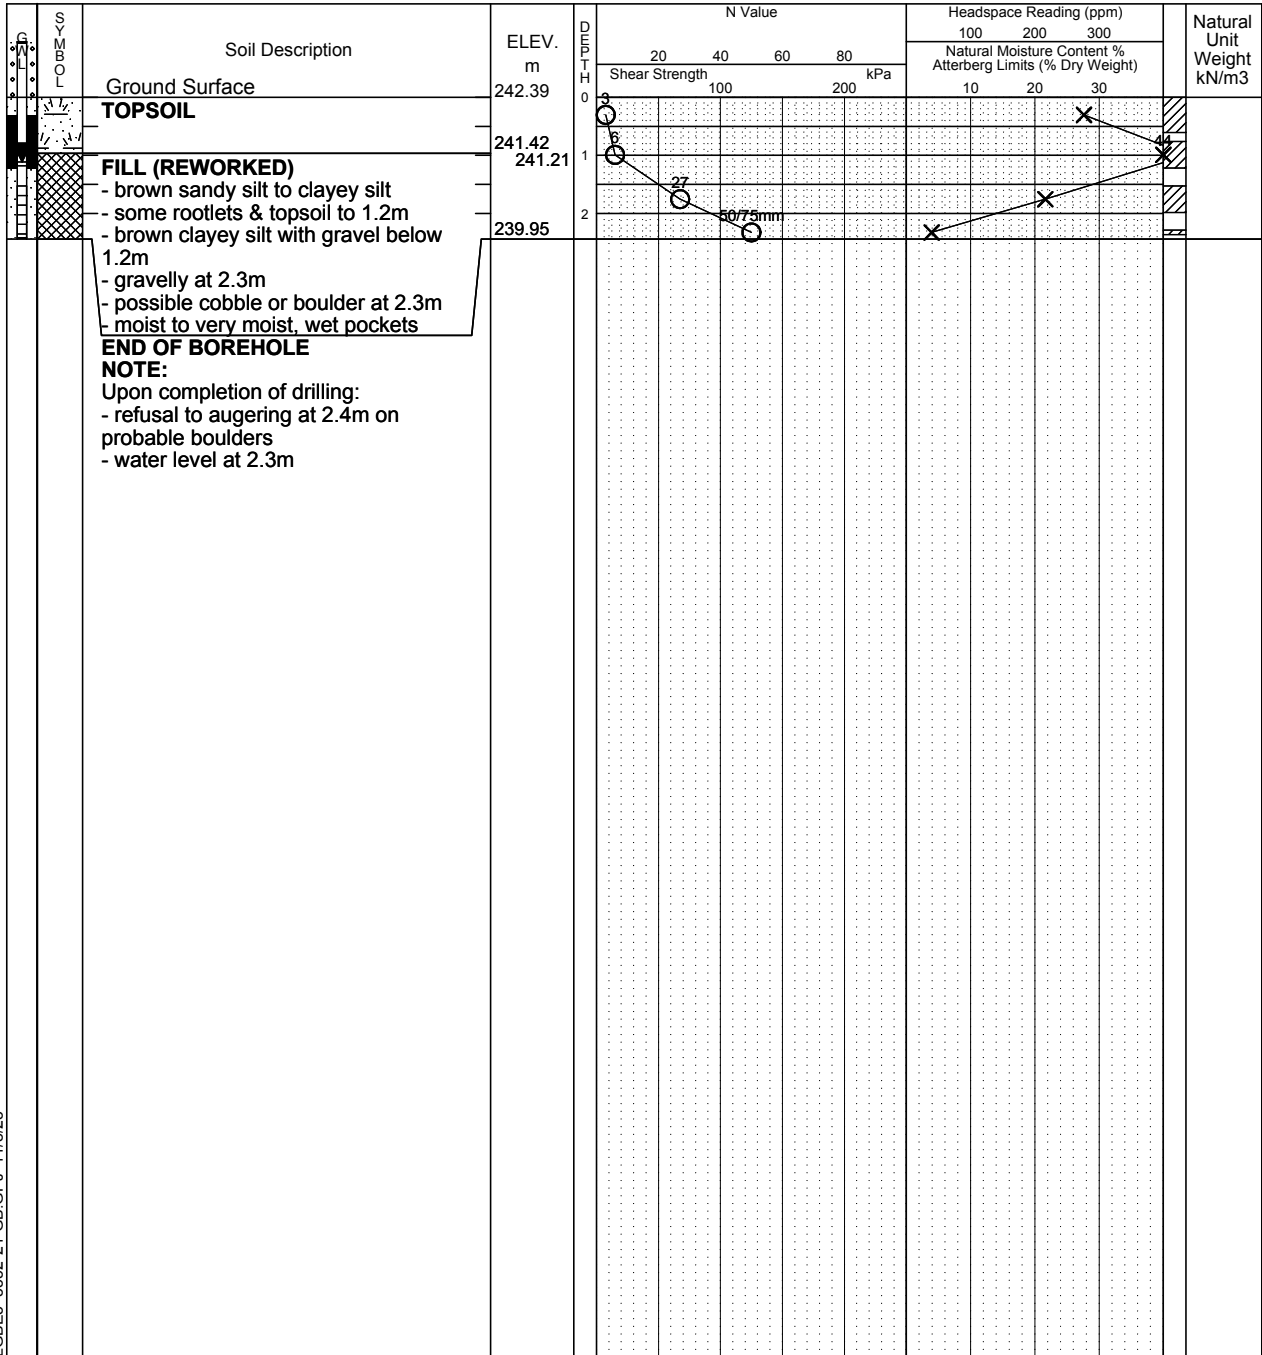 GWL
SYMBOL
Soil Description
Ground Surface
ELEV.
m
DEPTH
N Value
20 40 60 80
Shear Strength kPa
100 200
Headspace Reading (ppm)
100 200 300
Natural Moisture Content %
Atterberg Limits (% Dry Weight)
10 20 30
Natural
Unit
Weight
kN/m3
242.39
0
TOPSOIL
3
241.42
6
44
241.21
1
FILL (REWORKED)
- brown sandy silt to clayey silt
27
- some rootlets & topsoil to 1.2m
2
50/75mm
- brown clayey silt with gravel below
239.95
1.2m
- gravelly at 2.3m
- possible cobble or boulder at 2.3m
- moist to very moist, wet pockets
END OF BOREHOLE
NOTE:
Upon completion of drilling:
- refusal to augering at 2.4m on
probable boulders
- water level at 2.3m